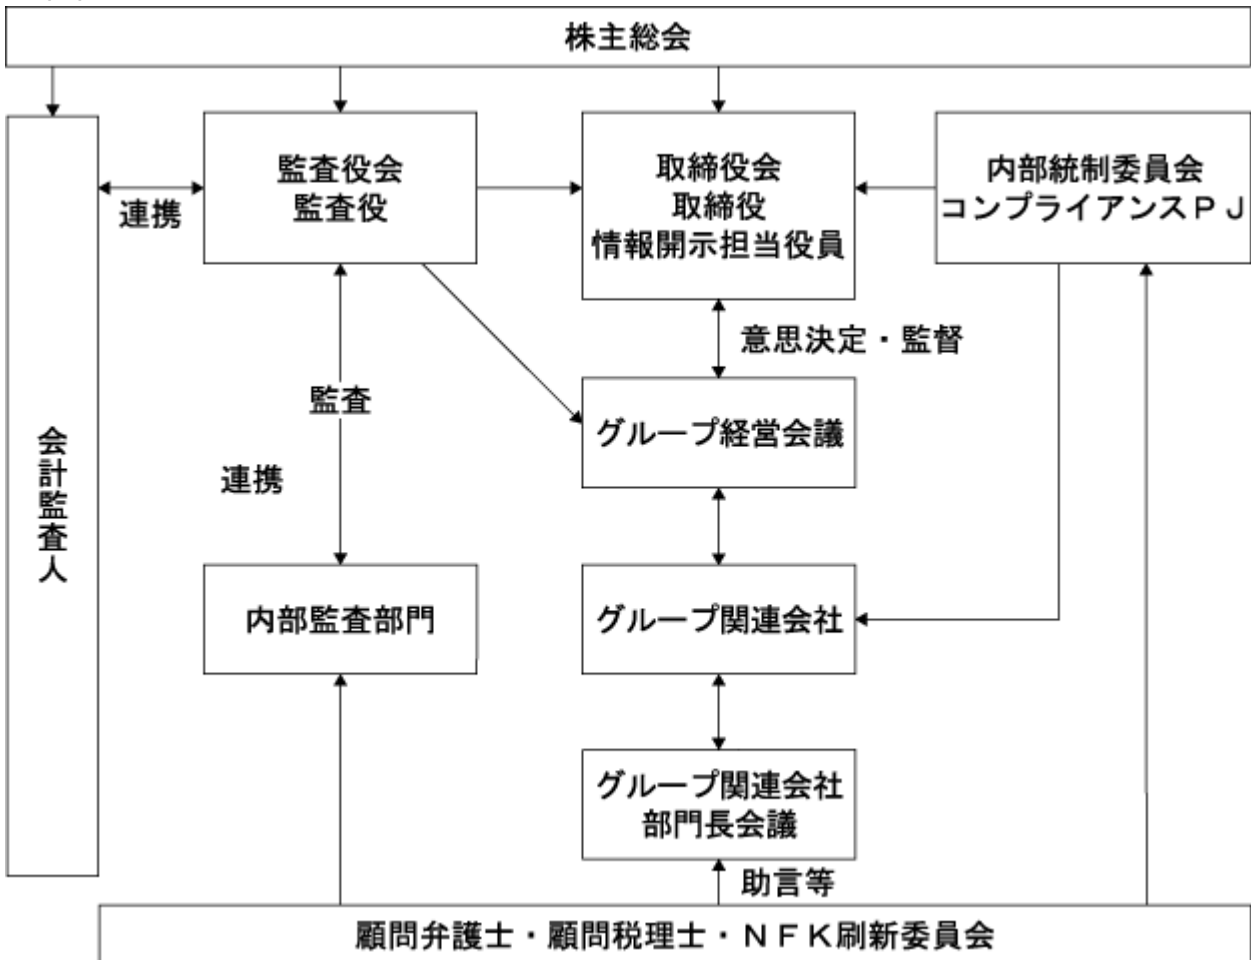 株主総会
監査役会
監査役
取締役会
取締役
情報開示担当役員
内部統制委員会
コンプライアンスＰＪ
連携
意思決定・監督
監査
グループ経営会議
会計監査人
連携
内部監査部門
グループ関連会社
グループ関連会社
部門長会議
助言等
顧問弁護士・顧問税理士・ＮＦＫ刷新委員会